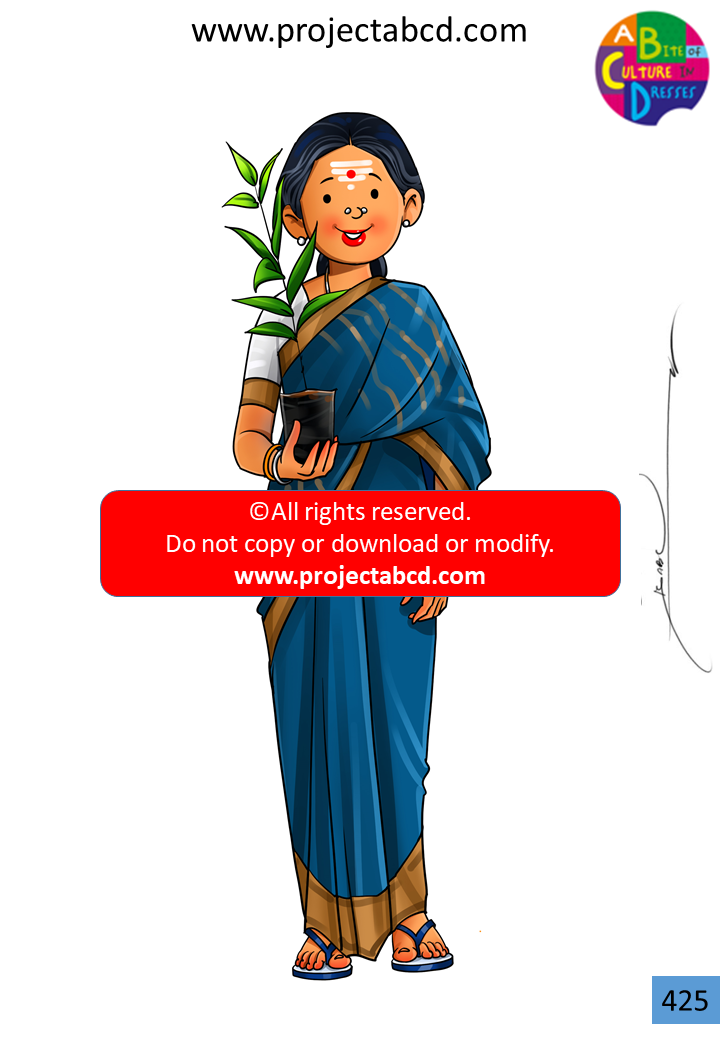 www.projectabcd.com
A BITE OF
CULTURE IN
DRESSES
©All rights reserved.
Do not copy or download or modify.
www.projectabcd.com
425